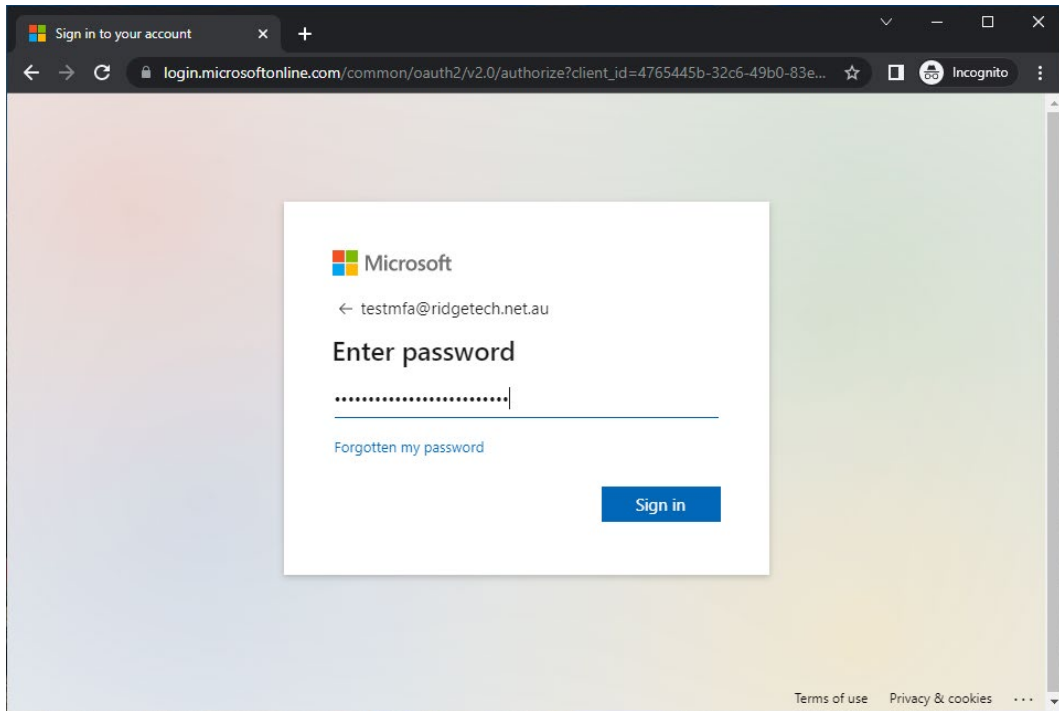 Sign in to your account
login.microsoftonline.com/common/oauth2/v2.0/authorize?client_id=4765445b-32c6-49b0-83e... Incognito
Microsoft
← testmfa@ridgetech.net.au
Enter password
••••••••••••••••••••••••••
Forgotten my password
Sign in
Terms of use Privacy & cookies ...